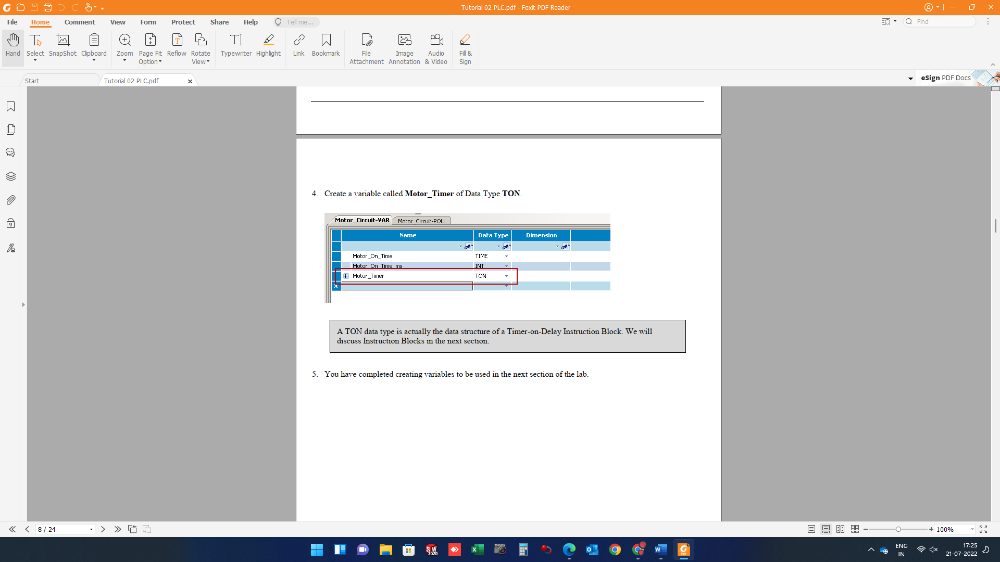 Tutorial 02 PLC.pdf - Foxit PDF Reader
File Home Comment View Form Protect Share Help Tell me... Find
Hand Select SnapShot Clipboard Zoom Page Fit Option Reflow Rotate View Typewriter Highlight Link Bookmark File Attachment Image Annotation Audio & Video Fill & Sign
Start Tutorial 02 PLC.pdf eSign PDF Docs
4. Create a variable called Motor_Timer of Data Type TON.
Motor_Circuit-VAR Motor_Circuit-POU
Name Data Type Dimension
Motor_On_Time TIME
Motor_On_Time_ms INT
Motor_Timer TON
A TON data type is actually the data structure of a Timer-on-Delay Instruction Block. We will
discuss Instruction Blocks in the next section.
5. You have completed creating variables to be used in the next section of the lab.
8 / 24 100%
ENG 17:25
IN 21-07-2022